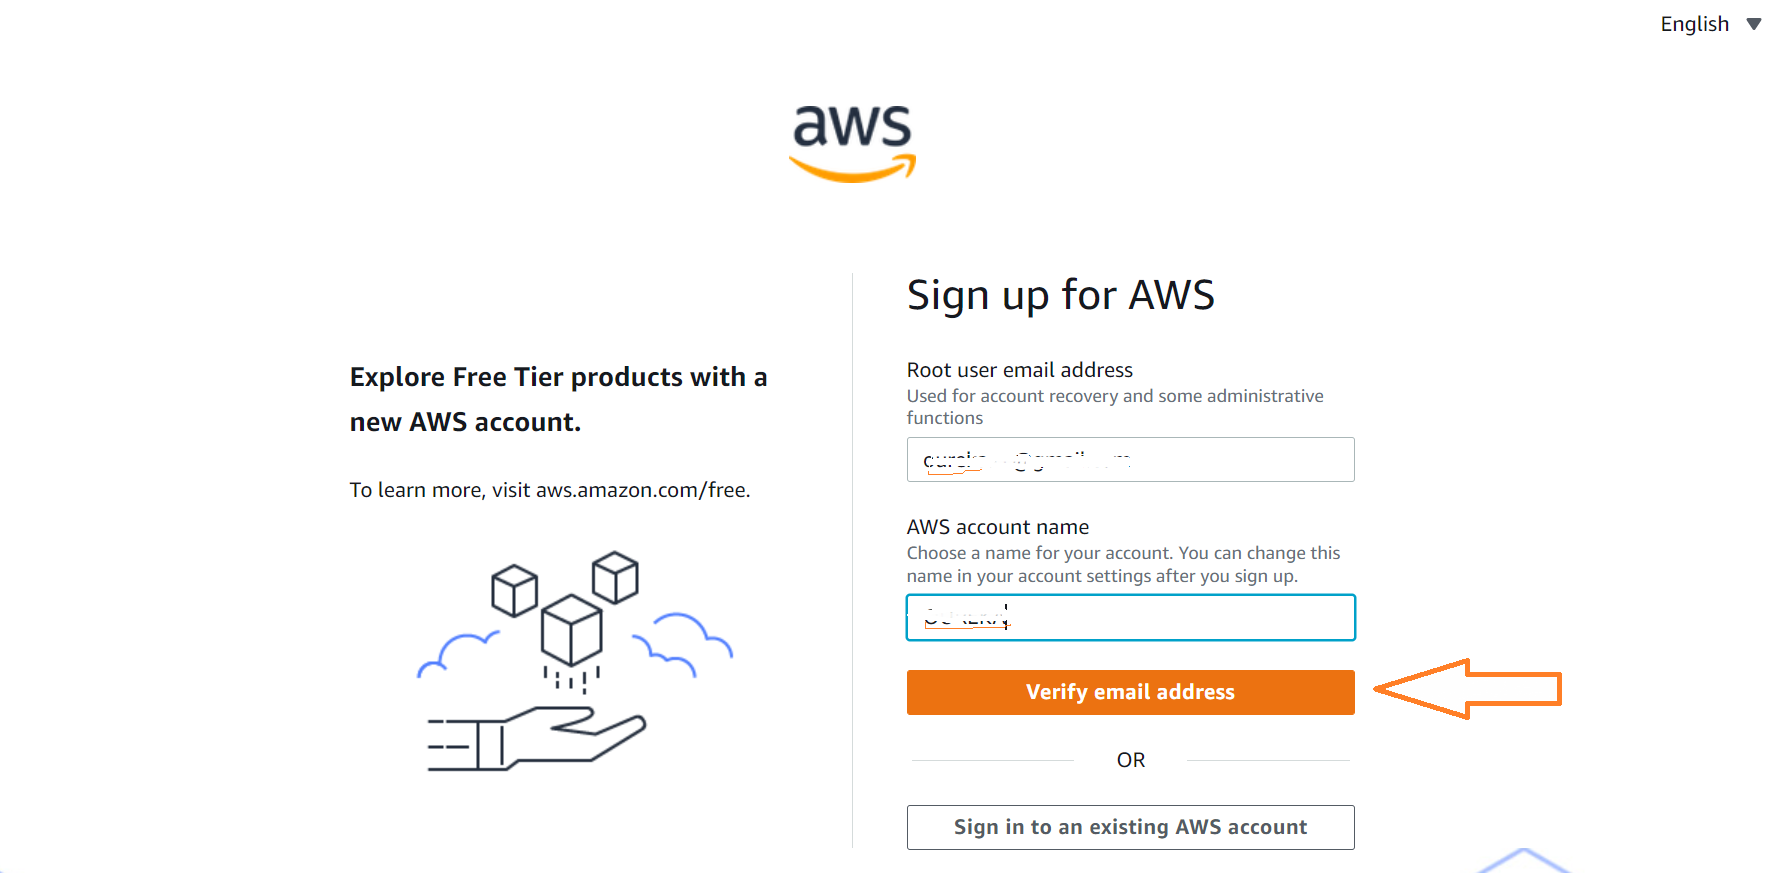 English
aws
Explore Free Tier products with a
new AWS account.
To learn more, visit aws.amazon.com/free.
Sign up for AWS
Root user email address
Used for account recovery and some administrative
functions
AWS account name
Choose a name for your account. You can change this
name in your account settings after you sign up.
Verify email address
OR
Sign in to an existing AWS account